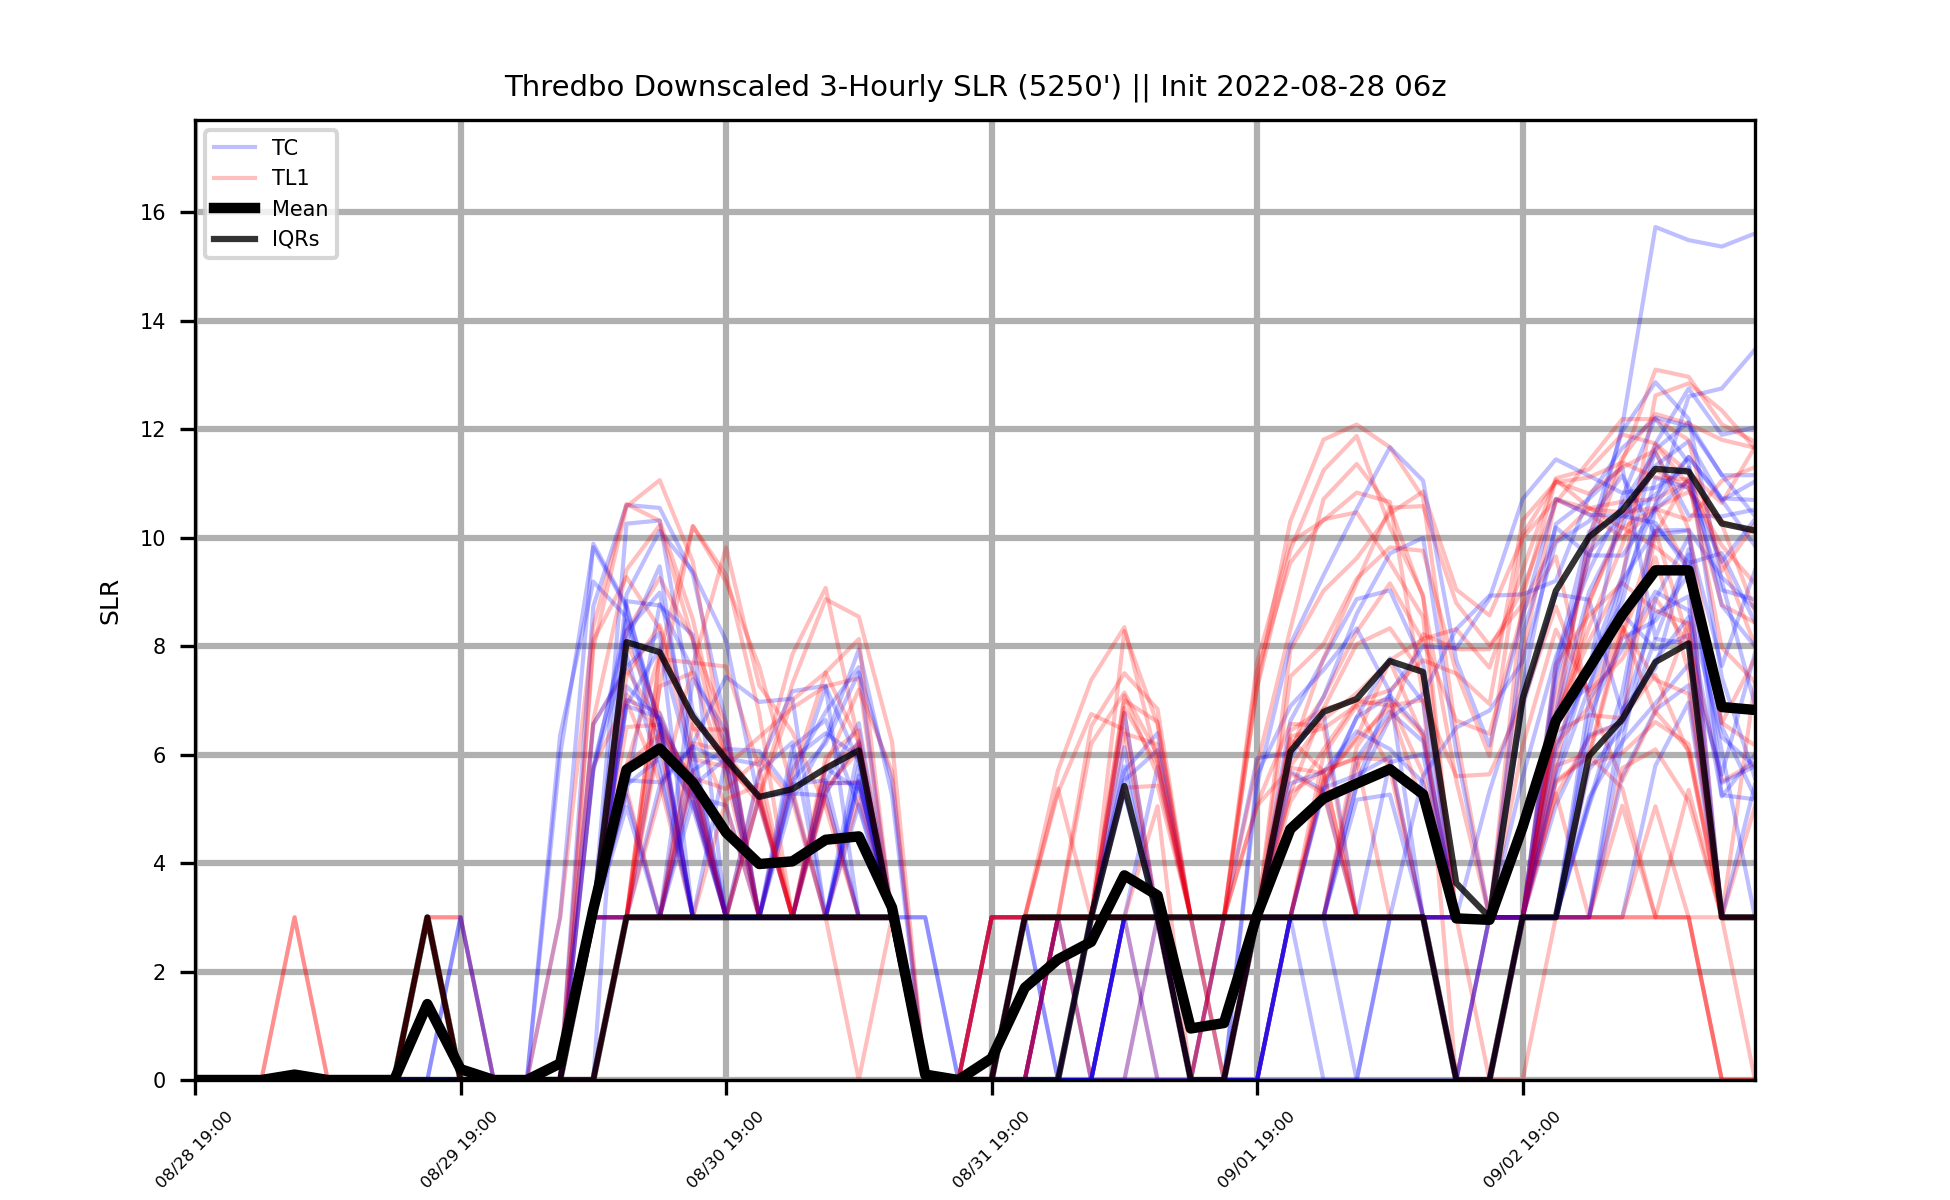 Thredbo Downscaled 3-Hourly SLR (5250') || Init 2022-08-28 06z
TC
TL1
Mean
IQRs
SLR
16
14
12
10
8
6
4
2
0
08/28 19:00
08/29 19:00
08/30 19:00
08/31 19:00
09/01 19:00
09/02 19:00